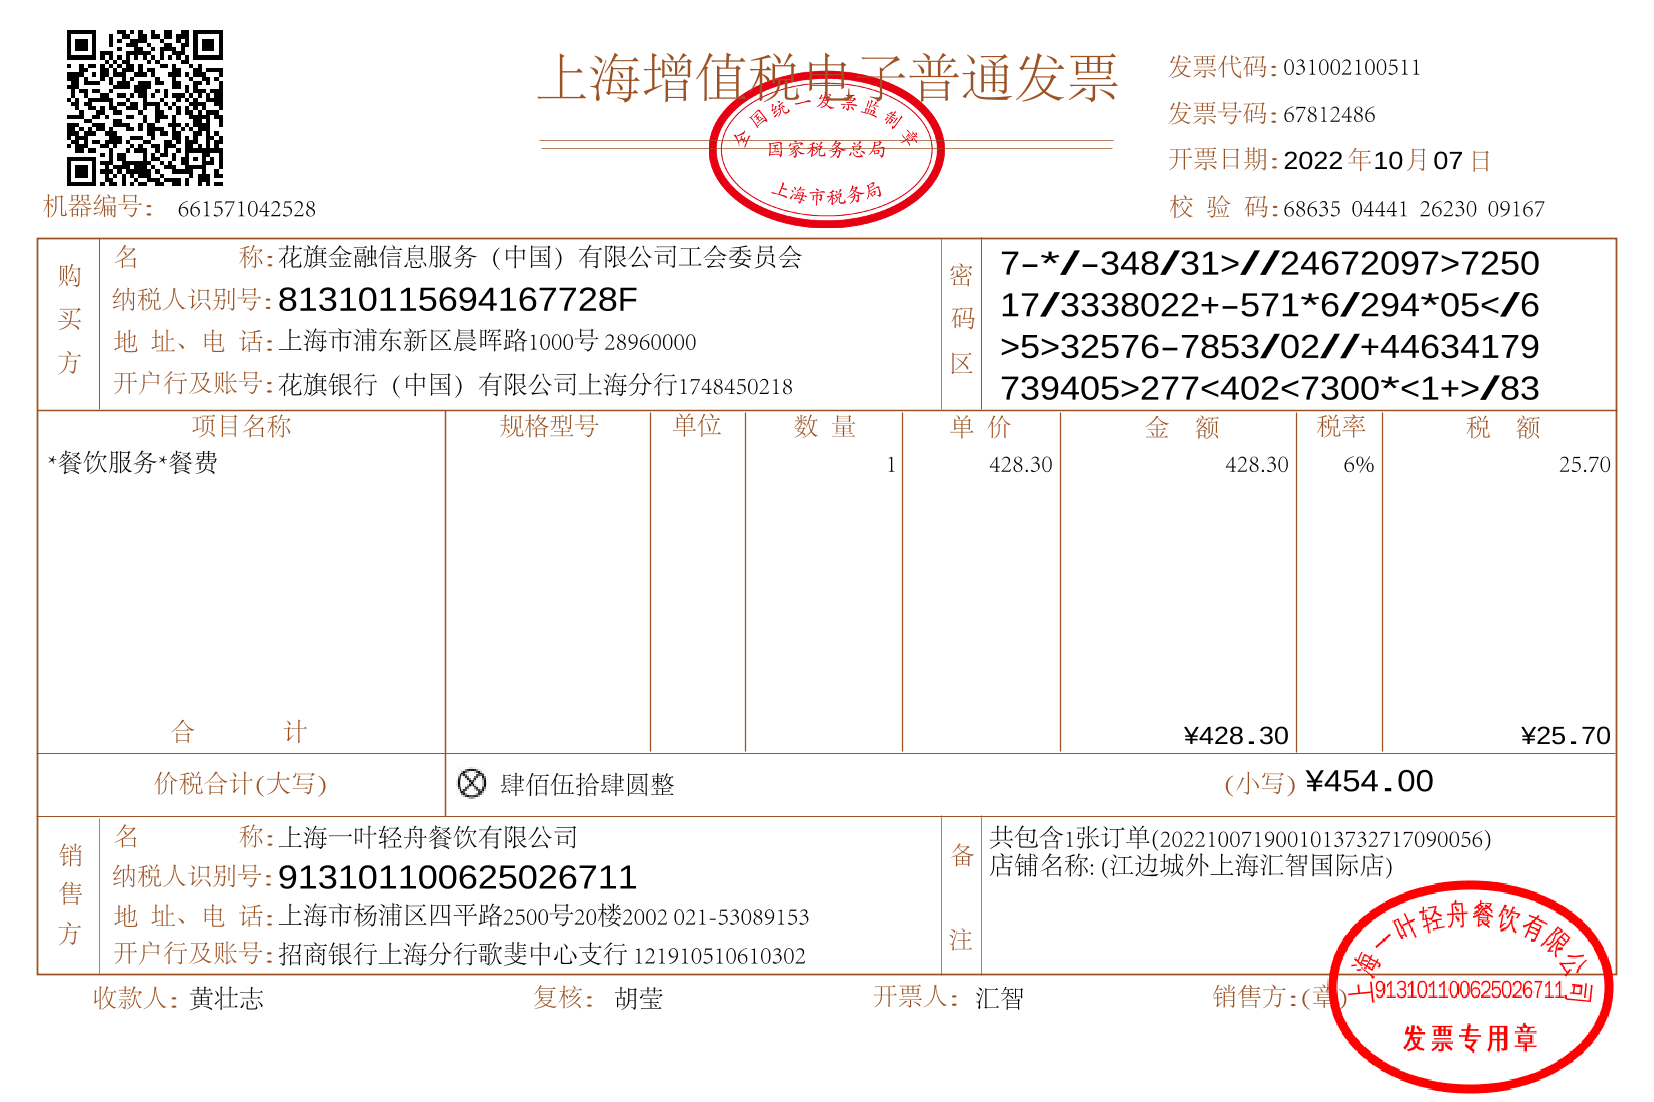 上海增值税电子普通发票
全国统一发票监制章
国家税务总局
上海市税务局
发票代码:031002100511
发票号码:67812486
开票日期:2022年10月07日
校 验 码:68635 04441 26230 09167
机器编号: 661571042528
购买方
名 称:花旗金融信息服务（中国）有限公司工会委员会
纳税人识别号:81310115694167728F
地 址、电 话:上海市浦东新区晨晖路1000号 28960000
开户行及账号:花旗银行（中国）有限公司上海分行1748450218
密码区
7-*/-348/31>//24672097>7250
17/3338022+-571*6/294*05</6
>5>32576-7853/02//+44634179
739405>277<402<7300*<1+>/83
项目名称 规格型号 单位 数 量 单 价 金 额 税率 税 额
*餐饮服务*餐费 1 428.30 428.30 6% 25.70
合 计 ¥428.30 ¥25.70
价税合计(大写) ⊗ 肆佰伍拾肆圆整 (小写) ¥454.00
销售方
名 称:上海一叶轻舟餐饮有限公司
纳税人识别号:913101100625026711
地 址、电 话:上海市杨浦区四平路2500号20楼2002 021-53089153
开户行及账号:招商银行上海分行歌斐中心支行 121910510610302
备注
共包含1张订单(2022100719001013732717090056)
店铺名称: (江边城外上海汇智国际店)
收款人: 黄壮志 复核: 胡莹 开票人: 汇智 销售方:(章)
上海一叶轻舟餐饮有限公司
913101100625026711
发票专用章